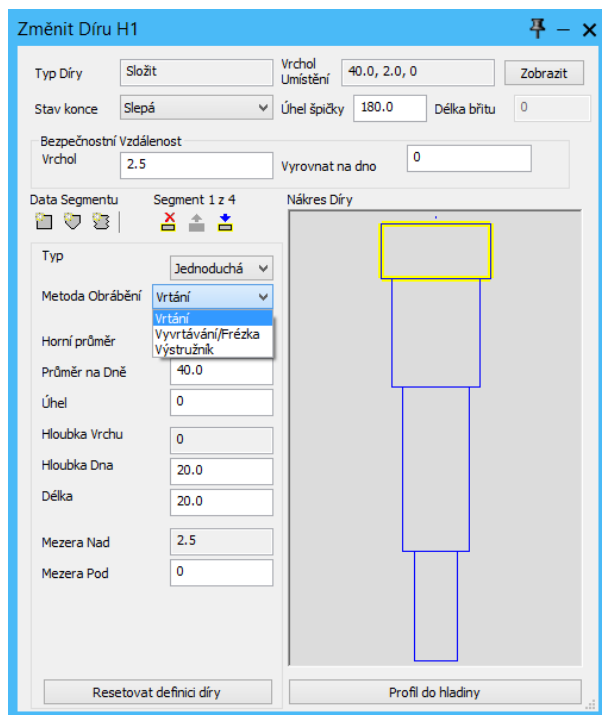 Změnit Díru H1
Typ Díry Složit Vrchol Umístění 40.0, 2.0, 0 Zobrazit
Stav konce Slepá Úhel špičky 180.0 Délka břitu 0
Bezpečnostní Vzdálenost
Vrchol 2.5 Vyrovnat na dno 0
Data Segmentu Segment 1 z 4 Nákres Díry
Typ Jednoduchá
Metoda Obrábění Vrtání
Vrtání
Vyvrtávání/Frézka
Výstružník
Horní průměr
Průměr na Dně 40.0
Úhel 0
Hloubka Vrchu 0
Hloubka Dna 20.0
Délka 20.0
Mezera Nad 2.5
Mezera Pod 0
Resetovat definici díry Profil do hladiny